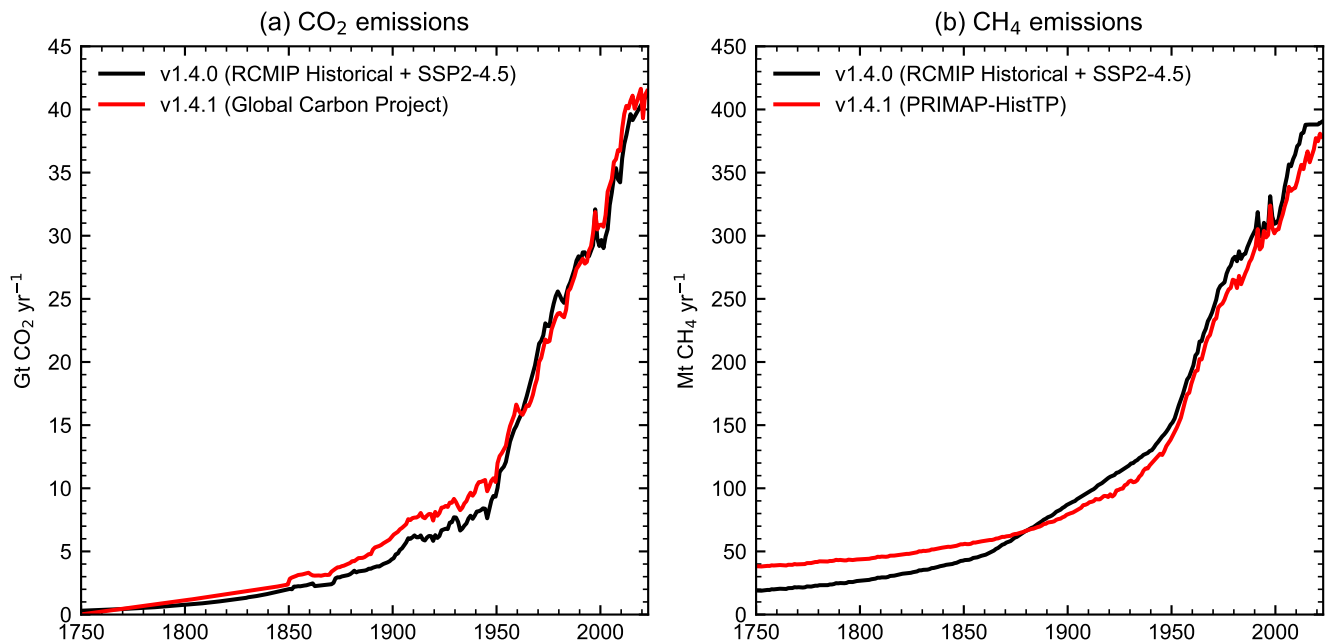 (a) CO₂ emissions
45
40
35
30
25
20
15
10
5
0
Gt CO₂ yr⁻¹
v1.4.0 (RCMIP Historical + SSP2-4.5)
v1.4.1 (Global Carbon Project)
1750 1800 1850 1900 1950 2000
(b) CH₄ emissions
450
400
350
300
250
200
150
100
50
0
Mt CH₄ yr⁻¹
v1.4.0 (RCMIP Historical + SSP2-4.5)
v1.4.1 (PRIMAP-HistTP)
1750 1800 1850 1900 1950 2000